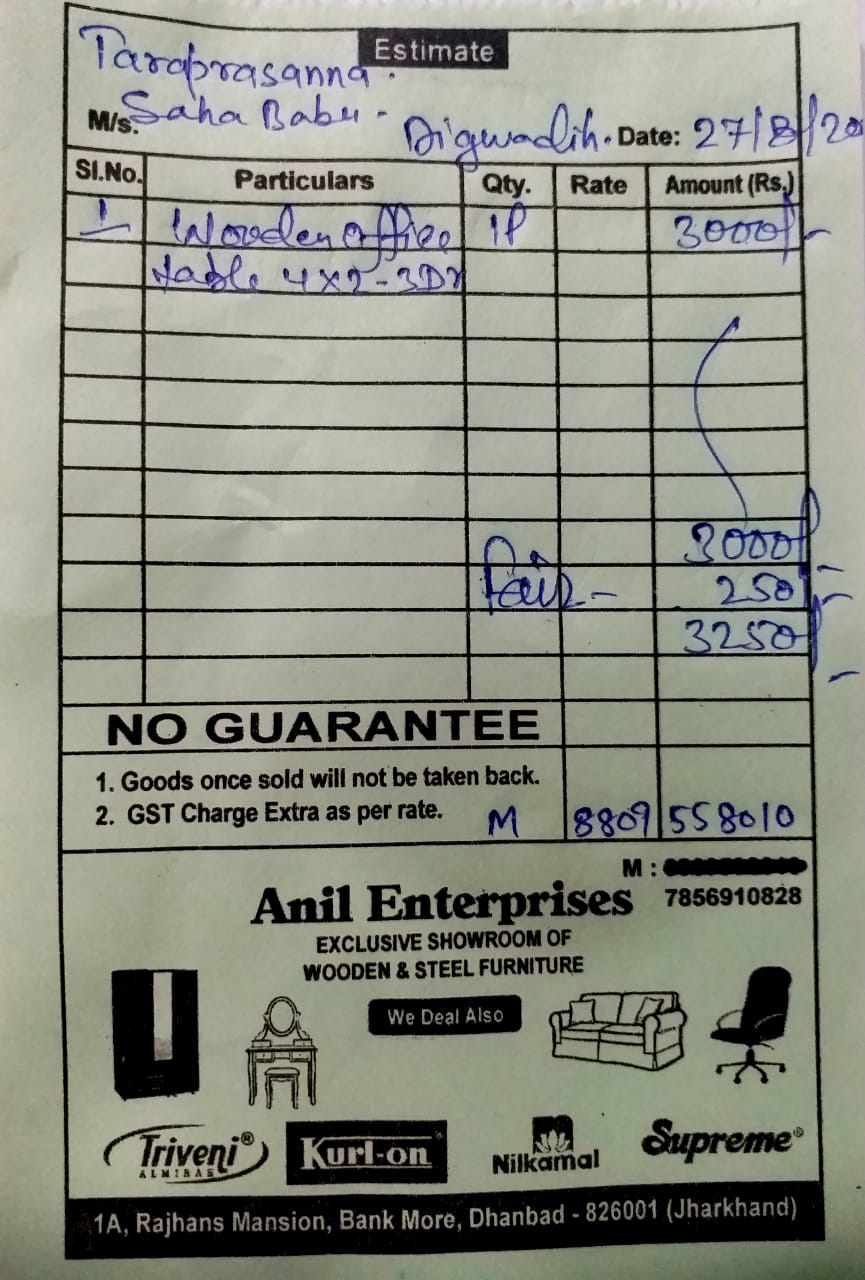 Estimate
Taraprasanna.
M/s. Saha Babu - Digwadih. Date: 27/8/20
Sl.No. Particulars Qty. Rate Amount (Rs.)
1 Wooden office 1P 3000/-
table 4x2-3Dr
3000/-
Fair - 250/-
3250/-
NO GUARANTEE
1. Goods once sold will not be taken back.
2. GST Charge Extra as per rate. M 8809 558010
M :
Anil Enterprises 7856910828
EXCLUSIVE SHOWROOM OF
WOODEN & STEEL FURNITURE
We Deal Also
Triveni® Kurl-on® Nilkamal Supreme®
ALMIRAH
1A, Rajhans Mansion, Bank More, Dhanbad - 826001 (Jharkhand)